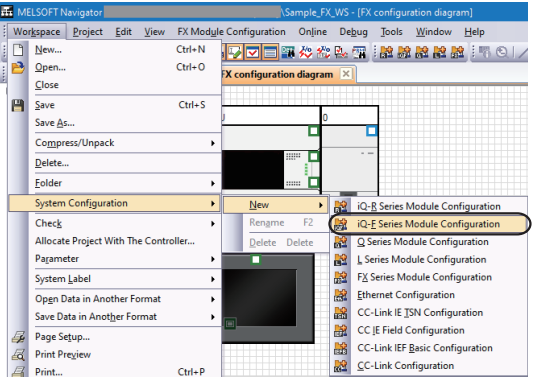 MELSOFT Navigator \Sample_FX_WS - [FX configuration diagram]
Workspace Project Edit View FX Module Configuration Online Debug Tools Window Help
New... Ctrl+N
Open... Ctrl+O
Close
Save Ctrl+S
Save As...
Compress/Unpack
Delete...
Folder
System Configuration
Check
Allocate Project With The Controller...
Parameter
System Label
Open Data in Another Format
Save Data in Another Format
Page Setup...
Print Preview
Print... Ctrl+P
FX configuration diagram
0
New
Rename F2
Delete Delete
iQ-R Series Module Configuration
iQ-F Series Module Configuration
Q Series Module Configuration
L Series Module Configuration
FX Series Module Configuration
Ethernet Configuration
CC-Link IE TSN Configuration
CC IE Field Configuration
CC-Link IEF Basic Configuration
CC-Link Configuration